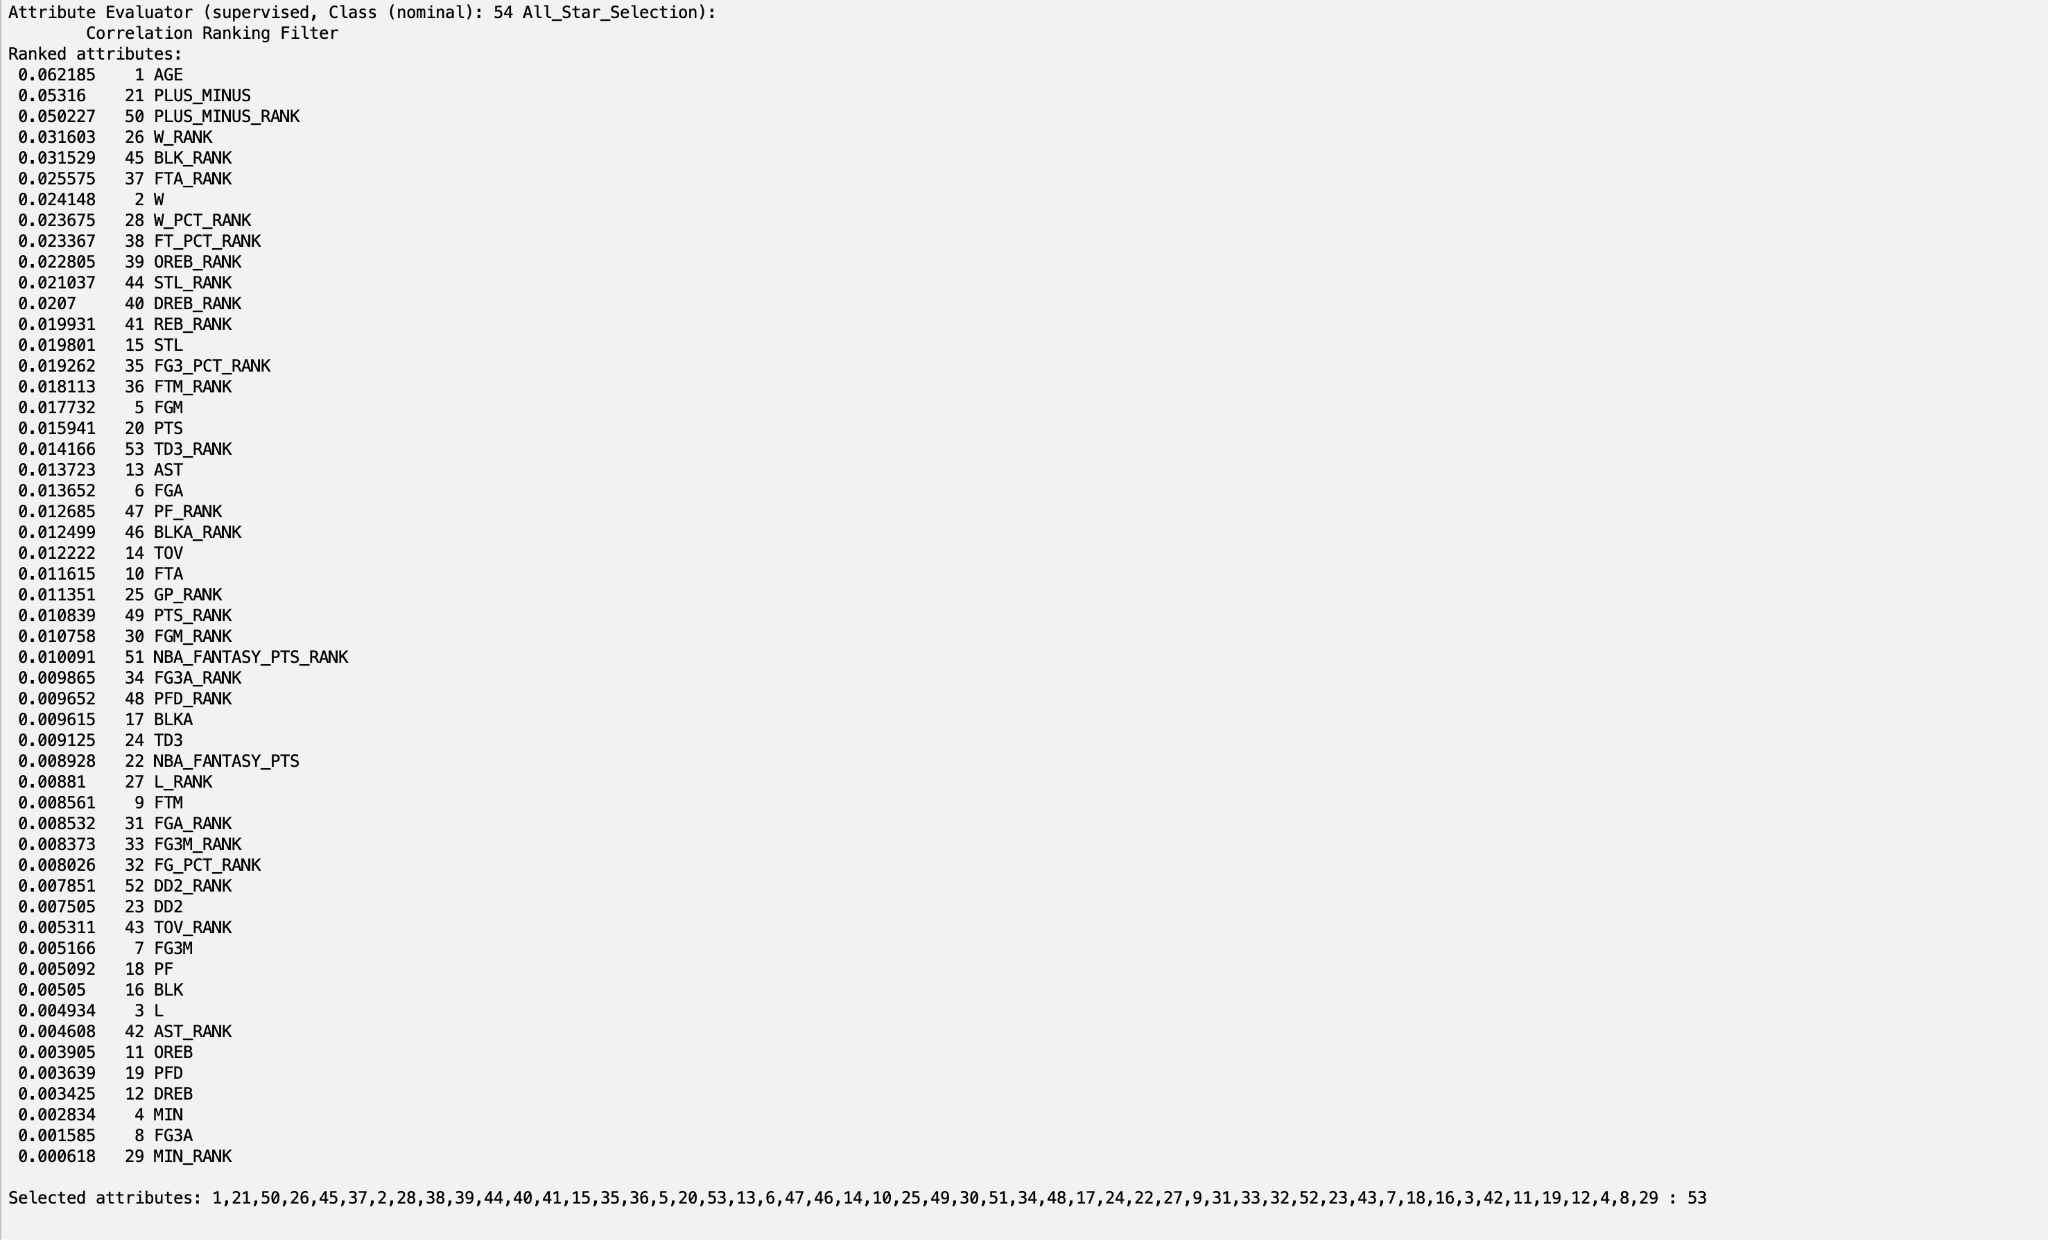 Attribute Evaluator (supervised, Class (nominal): 54 All_Star_Selection):
Correlation Ranking Filter
Ranked attributes:
0.062185 1 AGE
0.05316 21 PLUS_MINUS
0.050227 50 PLUS_MINUS_RANK
0.031603 26 W_RANK
0.031529 45 BLK_RANK
0.025575 37 FTA_RANK
0.024148 2 W
0.023675 28 W_PCT_RANK
0.023367 38 FT_PCT_RANK
0.022805 39 OREB_RANK
0.021037 44 STL_RANK
0.0207 40 DREB_RANK
0.019931 41 REB_RANK
0.019801 15 STL
0.019262 35 FG3_PCT_RANK
0.018113 36 FTM_RANK
0.017732 5 FGM
0.015941 20 PTS
0.014166 53 TD3_RANK
0.013723 13 AST
0.013652 6 FGA
0.012685 47 PF_RANK
0.012499 46 BLKA_RANK
0.012222 14 TOV
0.011615 10 FTA
0.011351 25 GP_RANK
0.010839 49 PTS_RANK
0.010758 30 FGM_RANK
0.010091 51 NBA_FANTASY_PTS_RANK
0.009865 34 FG3A_RANK
0.009652 48 PFD_RANK
0.009615 17 BLKA
0.009125 24 TD3
0.008928 22 NBA_FANTASY_PTS
0.00881 27 L_RANK
0.008561 9 FTM
0.008532 31 FGA_RANK
0.008373 33 FG3M_RANK
0.008026 32 FG_PCT_RANK
0.007851 52 DD2_RANK
0.007505 23 DD2
0.005311 43 TOV_RANK
0.005166 7 FG3M
0.005092 18 PF
0.00505 16 BLK
0.004934 3 L
0.004608 42 AST_RANK
0.003905 11 OREB
0.003639 19 PFD
0.003425 12 DREB
0.002834 4 MIN
0.001585 8 FG3A
0.000618 29 MIN_RANK
Selected attributes: 1,21,50,26,45,37,2,28,38,39,44,40,41,15,35,36,5,20,53,13,6,47,46,14,10,25,49,30,51,34,48,17,24,22,27,9,31,33,32,52,23,43,7,18,16,3,42,11,19,12,4,8,29 : 53